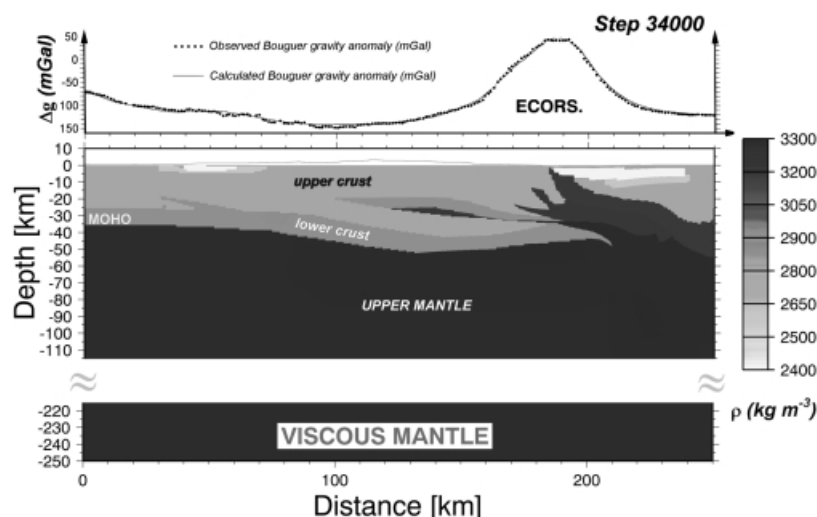 Step 34000
Δg (mGal)
50
0
-50
100
150
Observed Bouguer gravity anomaly (mGal)
Calculated Bouguer gravity anomaly (mGal)
ECORS.
Depth [km]
10
0
-10
-20
-30
-40
-50
-60
-70
-80
-90
-100
-110
upper crust
MOHO
lower crust
UPPER MANTLE
3300
3200
3050
2900
2800
2650
2500
2400
ρ (kg m⁻³)
≈
≈
-220
-230
-240
-250
VISCOUS MANTLE
0
100
200
Distance [km]